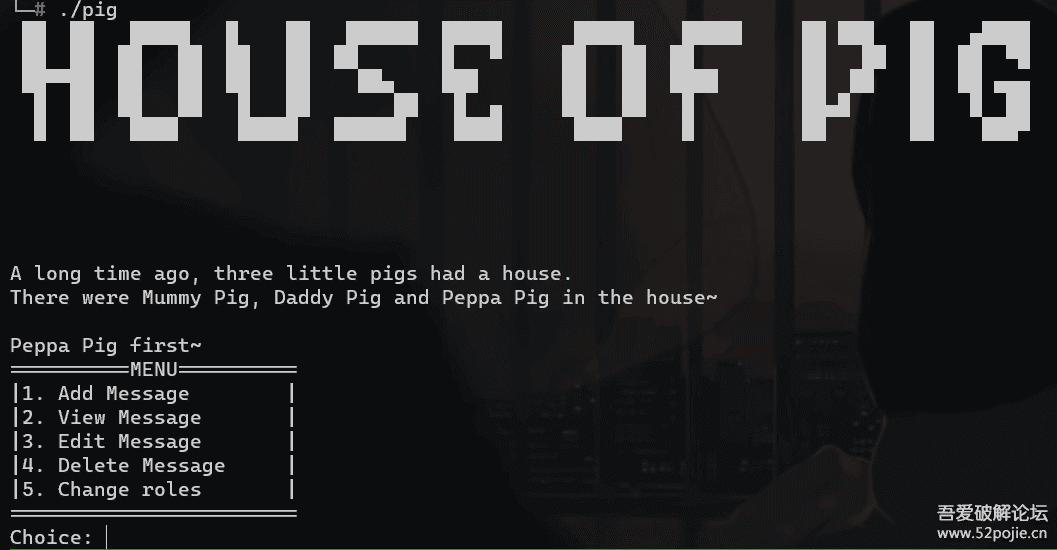 └─# ./pig
HOUSE OF PIG
A long time ago, three little pigs had a house.
There were Mummy Pig, Daddy Pig and Peppa Pig in the house~
Peppa Pig first~
══════════MENU══════════
|1. Add Message |
|2. View Message |
|3. Edit Message |
|4. Delete Message |
|5. Change roles |
════════════════════════
Choice:
吾爱破解论坛
www.52pojie.cn